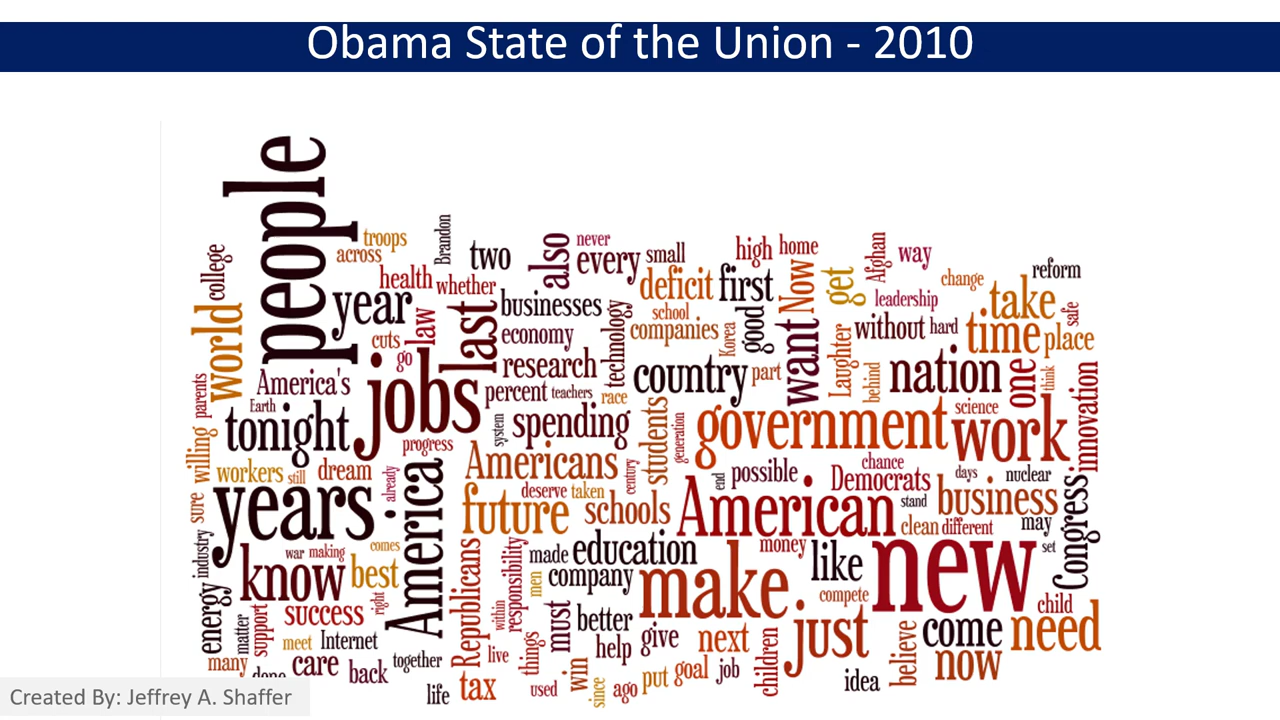 Obama State of the Union - 2010
people
troops
across
Brandon
two
also
never
every
small
high
home
Now
get
Afghan
way
college
health
whether
deficit
first
change
reform
year
businesses
school
companies
technology
leadership
take
safe
world
cuts
law
last
economy
Korea
good
want
Laughter
without
hard
time
place
go
research
America's
jobs
percent
teachers
race
country
part
behind
nation
one
think
innovation
parents
Earth
tonight
progress
system
spending
students
generation
government
science
work
willing
workers
still
dream
already
Americans
century
end
possible
chance
Democrats
days
nuclear
sure
years
America
deserve
taken
future
schools
American
stand
business
clean
different
may
Congress
industry
war
making
comes
know
best
Republicans
responsibility
made
education
money
like
new
set
energy
right
men
company
make
compete
child
matter
support
success
within
must
better
just
believe
come
need
meet
Internet
live
things
help
give
next
children
now
many
done
care
back
together
win
put
goal
job
idea
life
tax
used
since
ago
Created By: Jeffrey A. Shaffer